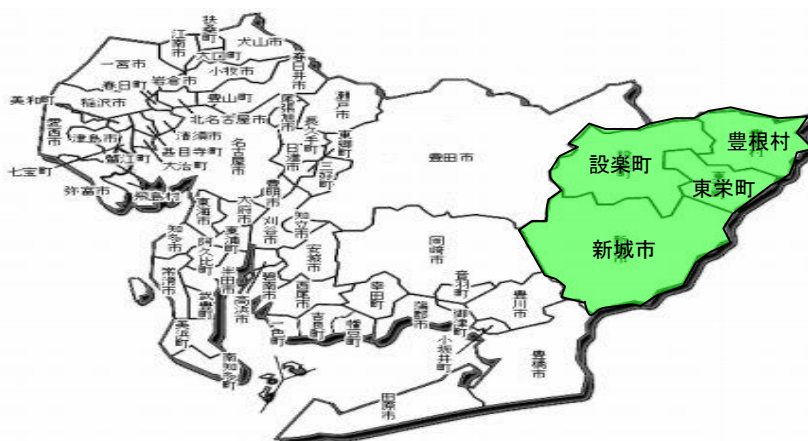 扶桑町
江南市
犬山市
一宮市
大口町
春日井市
岩倉市
小牧市
春日町
瀬戸市
美和町
稲沢市
豊山町
尾張旭市
北名古屋市
長久手町
愛西市
清須市
東郷町
津島市
名古屋市
日進市
豊田市
甚目寺町
蟹江町
三好町
七宝町
大治町
弥富市
飛島村
豊明市
東海市
大府市
知立市
知多市
東浦町
刈谷市
阿久比町
安城市
岡崎市
常滑市
半田市
碧南市
音羽町
西尾市
幸田町
豊川市
武豊町
高浜市
蒲郡市
御津町
一色町
吉良町
幡豆町
美浜町
小坂井町
南知多町
豊橋市
田原市
設楽町
豊根村
東栄町
新城市